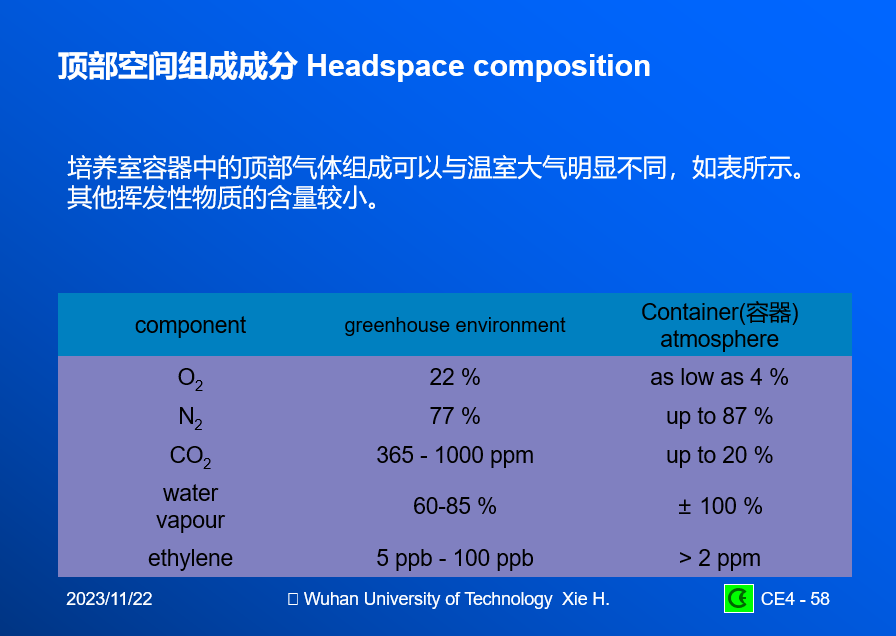 顶部空间组成成分 Headspace composition
培养室容器中的顶部气体组成可以与温室大气明显不同，如表所示。
其他挥发性物质的含量较小。
component greenhouse environment Container(容器) atmosphere
O₂ 22 % as low as 4 %
N₂ 77 % up to 87 %
CO₂ 365 - 1000 ppm up to 20 %
water vapour 60-85 % ± 100 %
ethylene 5 ppb - 100 ppb > 2 ppm
2023/11/22 Wuhan University of Technology Xie H. CE4 - 58